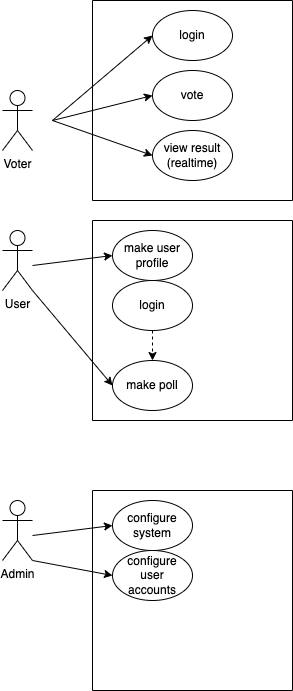 login
vote
view result
(realtime)
Voter
make user
profile
login
User
make poll
configure
system
configure
user
accounts
Admin